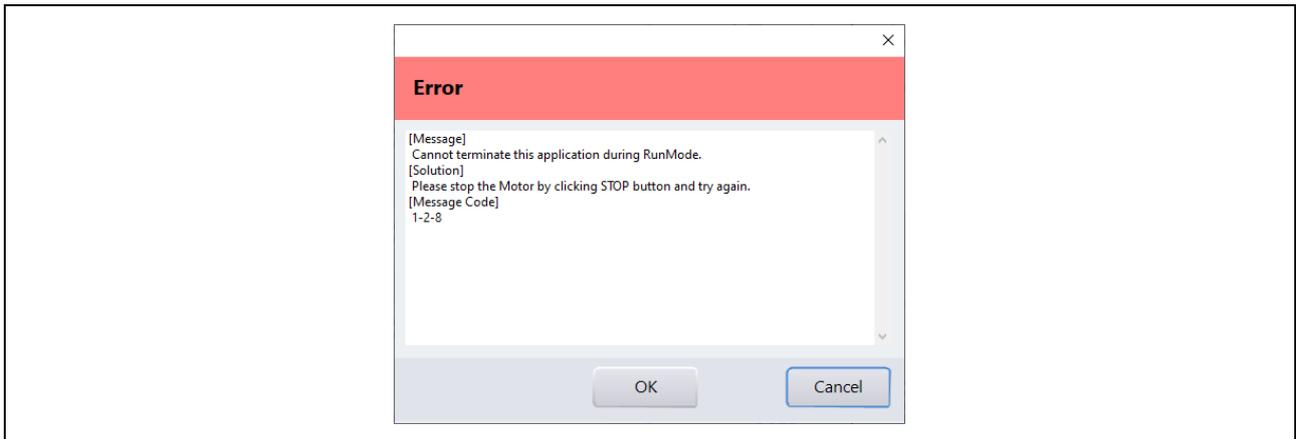 Error
[Message]
Cannot terminate this application during RunMode.
[Solution]
Please stop the Motor by clicking STOP button and try again.
[Message Code]
1-2-8
OK
Cancel